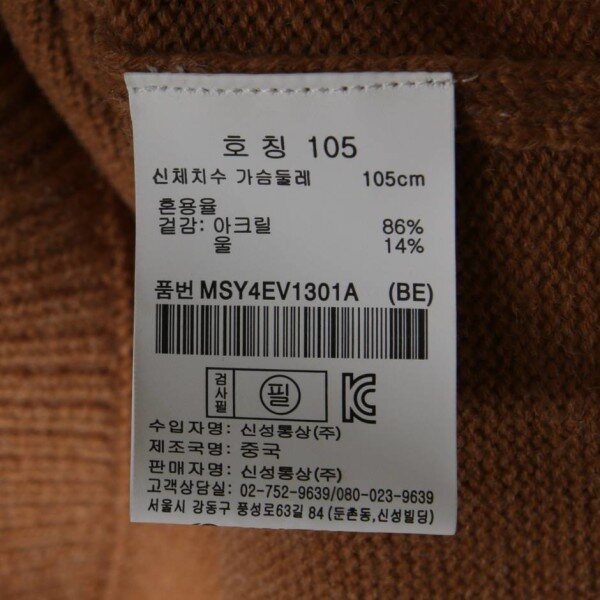 호 칭 105
신체치수 가슴둘레 105cm
혼용율
겉감: 아크릴 86%
울 14%
품번 MSY4EV1301A (BE)
검사필 필 KC
수입자명: 신성통상(주)
제조국명: 중국
판매자명: 신성통상(주)
고객상담실: 02-752-9639/080-023-9639
서울시 강동구 풍성로63길 84 (둔촌동,신성빌딩)